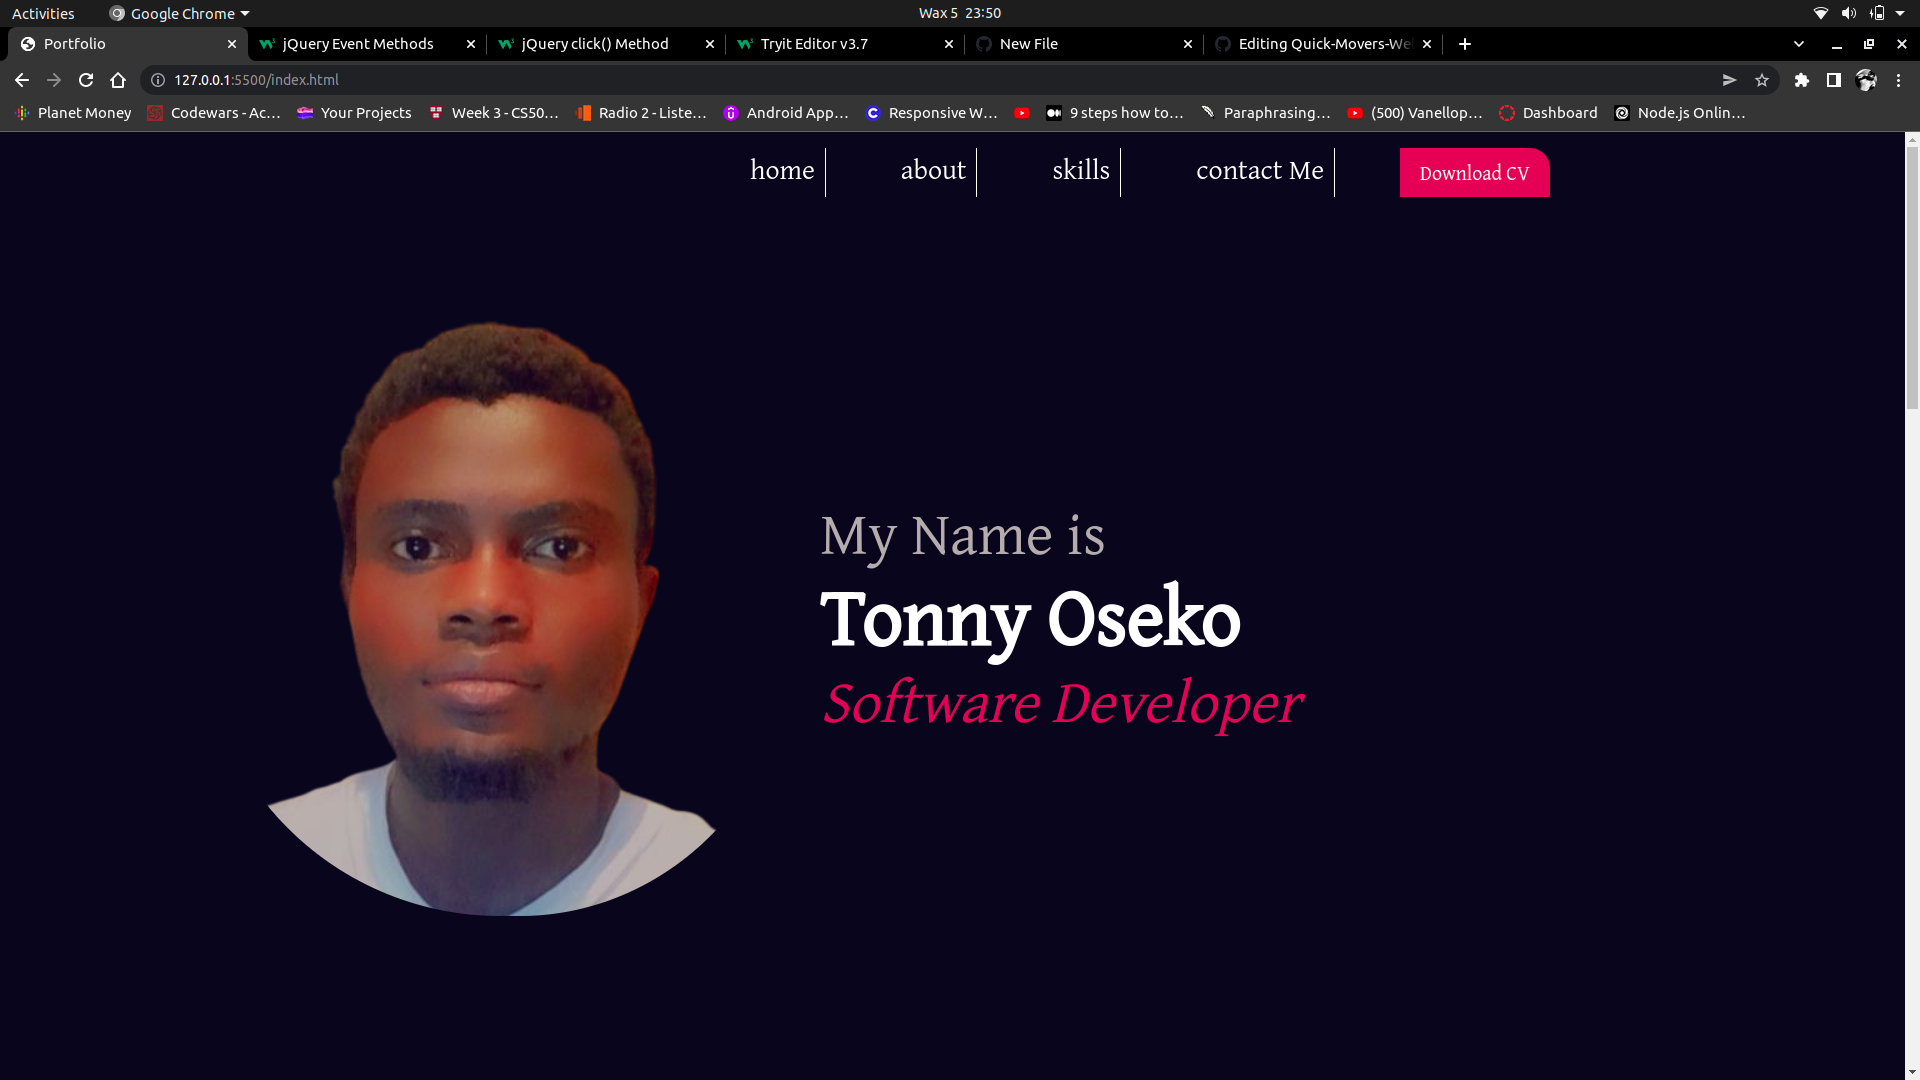 Activities
Google Chrome
Wax 5 23:50
Portfolio
jQuery Event Methods
jQuery click() Method
Tryit Editor v3.7
New File
Editing Quick-Movers-We
127.0.0.1:5500/index.html
Planet Money
Codewars - Ac...
Your Projects
Week 3 - CS50...
Radio 2 - Liste...
Android App...
Responsive W...
9 steps how to...
Paraphrasing...
(500) Vanellop...
Dashboard
Node.js Onlin...
home
about
skills
contact Me
Download CV
My Name is
Tonny Oseko
Software Developer